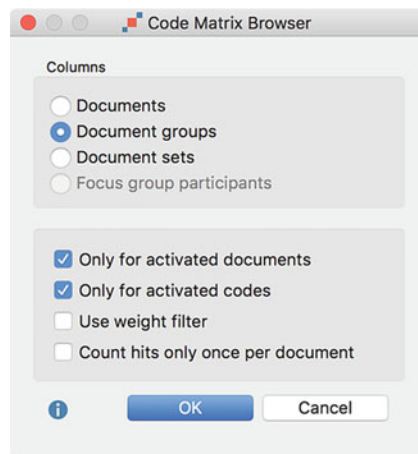 Code Matrix Browser
Columns
Documents
Document groups
Document sets
Focus group participants
Only for activated documents
Only for activated codes
Use weight filter
Count hits only once per document
OK Cancel